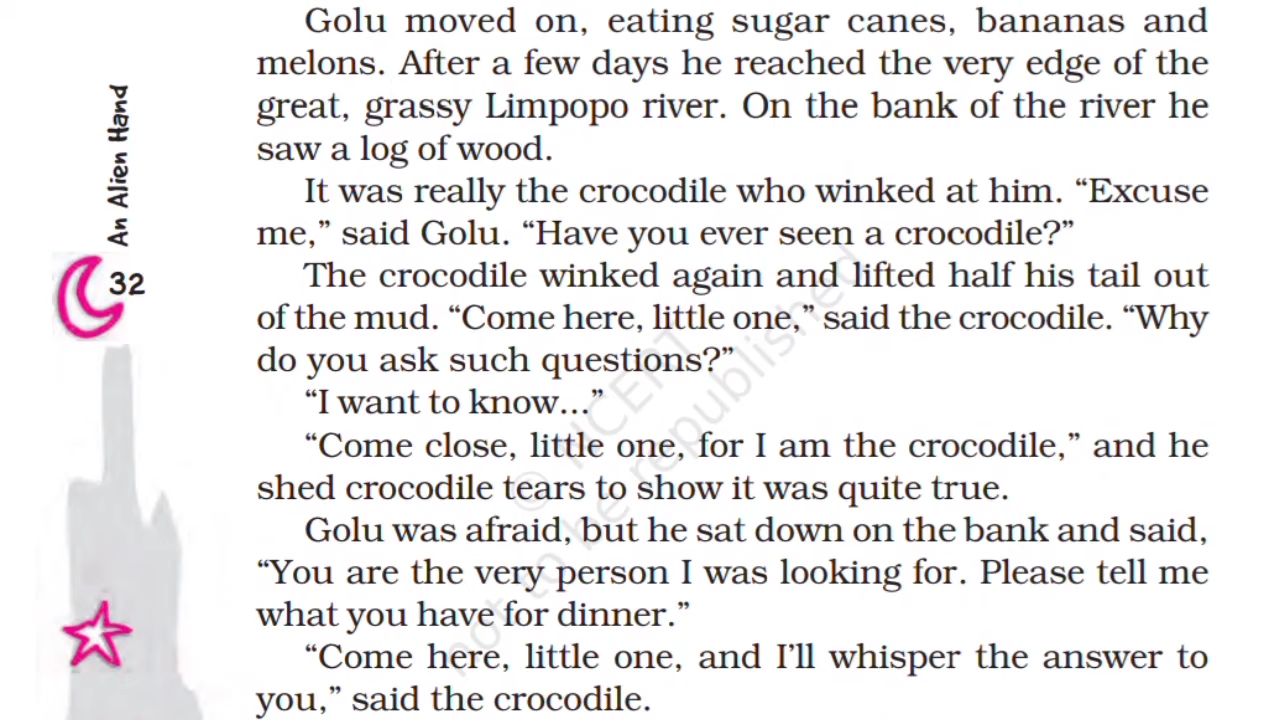 Golu moved on, eating sugar canes, bananas and
melons. After a few days he reached the very edge of the
great, grassy Limpopo river. On the bank of the river he
saw a log of wood.
It was really the crocodile who winked at him. “Excuse
me,” said Golu. “Have you ever seen a crocodile?”
The crocodile winked again and lifted half his tail out
of the mud. “Come here, little one,” said the crocodile. “Why
do you ask such questions?”
“I want to know...”
“Come close, little one, for I am the crocodile,” and he
shed crocodile tears to show it was quite true.
Golu was afraid, but he sat down on the bank and said,
“You are the very person I was looking for. Please tell me
what you have for dinner.”
“Come here, little one, and I’ll whisper the answer to
you,” said the crocodile.
An Alien Hand
32
© NCERT
not to be republished